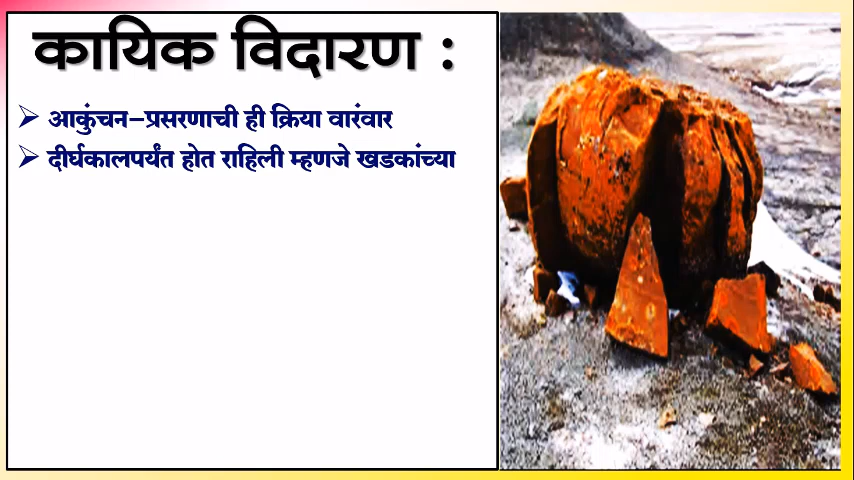 कायिक विदारण :
आकुंचन–प्रसरणाची ही क्रिया वारंवार
दीर्घकालपर्यंत होत राहिली म्हणजे खडकांच्या